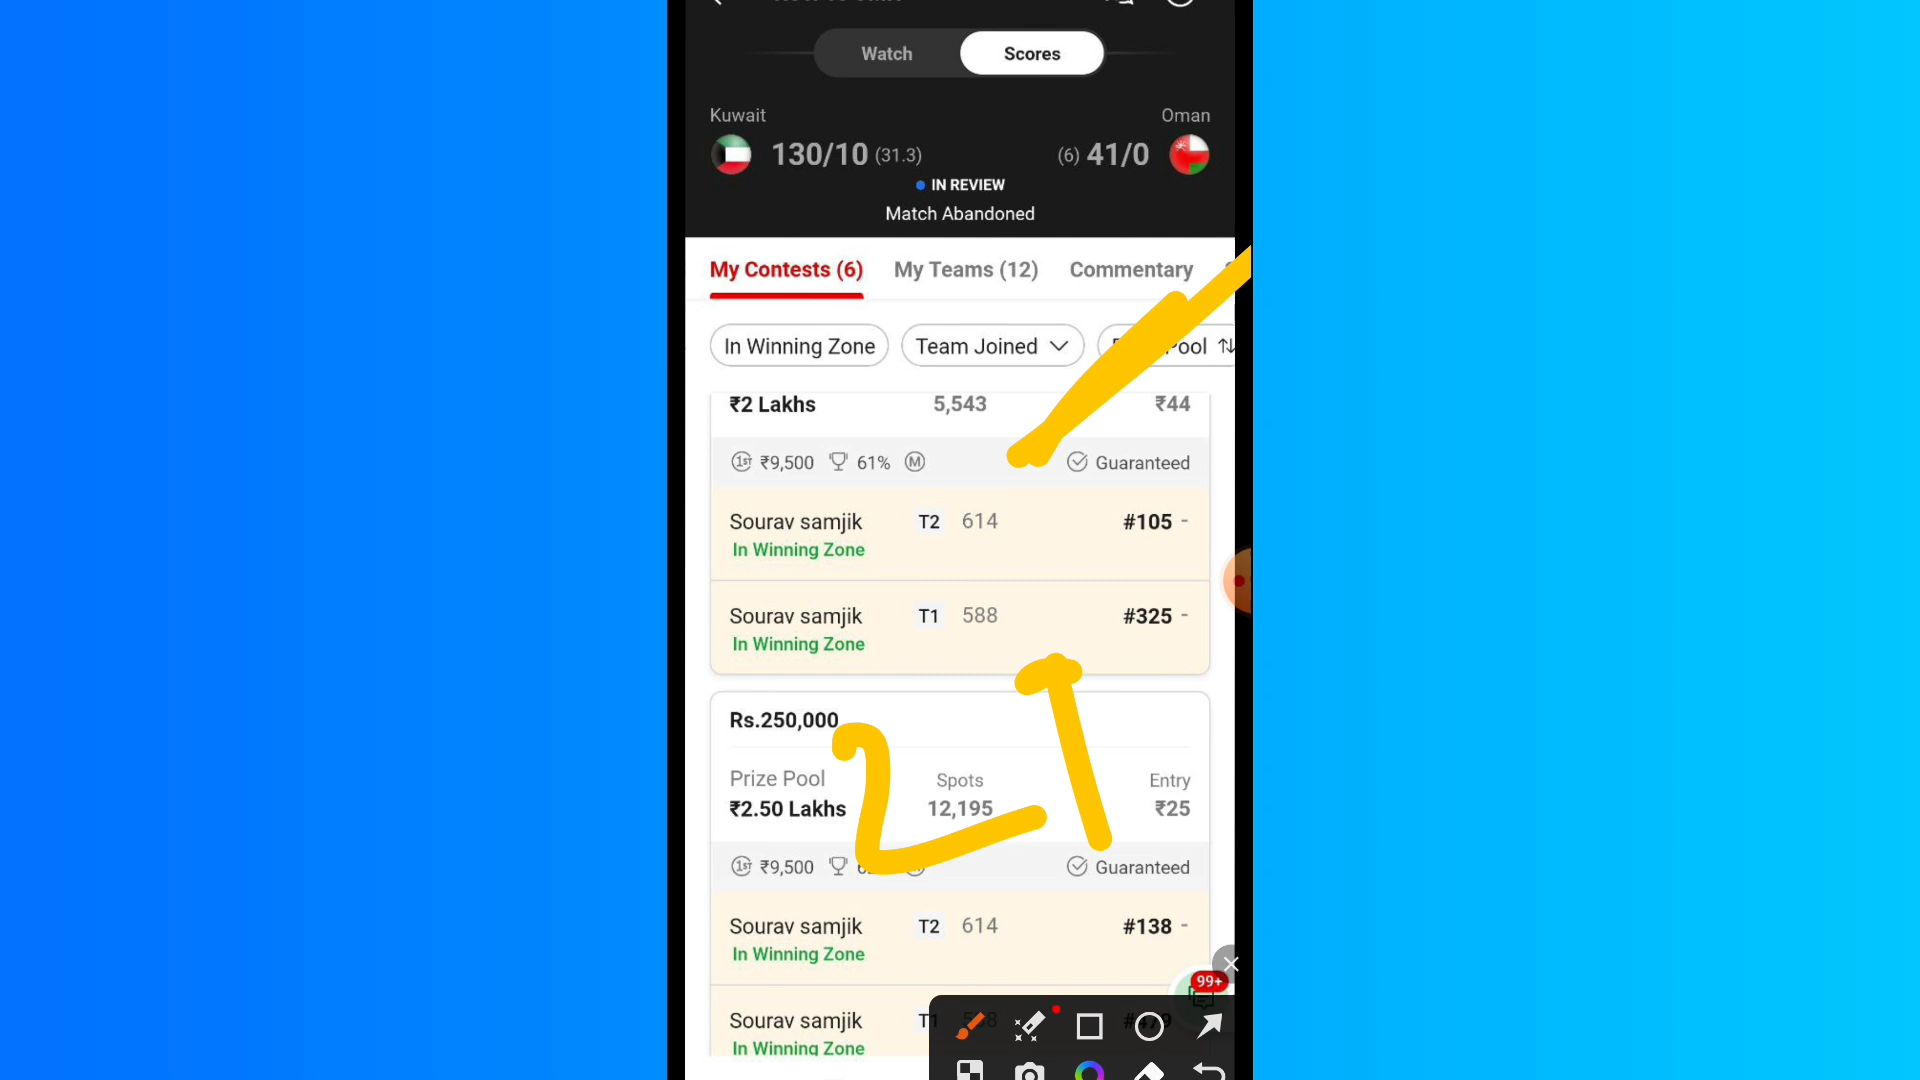 Watch Scores
Kuwait Oman
130/10 (31.3) (6) 41/0
IN REVIEW
Match Abandoned
My Contests (6) My Teams (12) Commentary
In Winning Zone Team Joined Pool
₹2 Lakhs 5,543 ₹44
1ST ₹9,500 61% M Guaranteed
Sourav samjik T2 614 #105 -
In Winning Zone
Sourav samjik T1 588 #325 -
In Winning Zone
Rs.250,000
Prize Pool Spots Entry
₹2.50 Lakhs 12,195 ₹25
1ST ₹9,500 Guaranteed
Sourav samjik T2 614 #138 -
In Winning Zone
99+
Sourav samjik T1
In Winning Zone